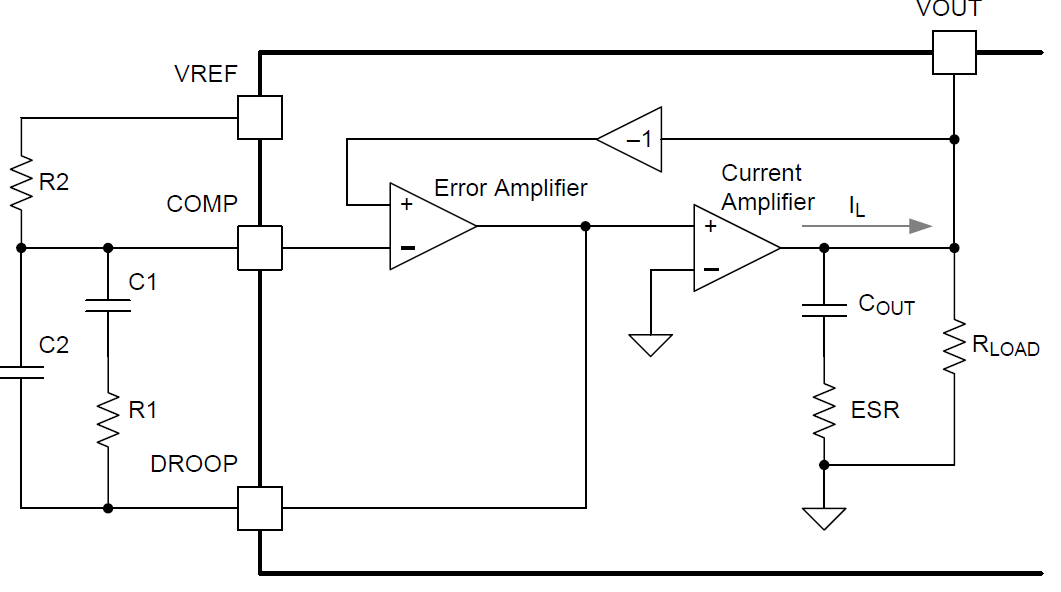 VOUT
VREF
–1
R2
Error Amplifier
Current
Amplifier
COMP
IL
+
–
+
–
C1
COUT
C2
RLOAD
R1
ESR
DROOP